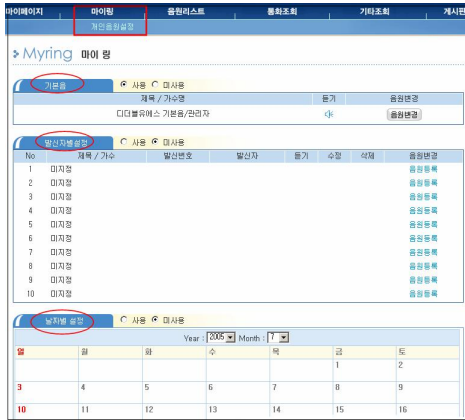 마이페이지 마이링 음원리스트 통화조회 기타조회 게시판
개인음원설정
Myring 마이 링
기본음 사용 미사용
제목 / 가수명 듣기 음원변경
디더블유에스 기본음/관리자 음원변경
발신자별설정 사용 미사용
No 제목 / 가수 발신번호 발신자 듣기 수정 삭제 음원변경
1 미지정 음원등록
2 미지정 음원등록
3 미지정 음원등록
4 미지정 음원등록
5 미지정 음원등록
6 미지정 음원등록
7 미지정 음원등록
8 미지정 음원등록
9 미지정 음원등록
10 미지정 음원등록
날자별 설정 사용 미사용
Year : 2005 Month : 7
월 화 수 목 금 토
1 2
3 4 5 6 7 8 9
10 11 12 13 14 15 16